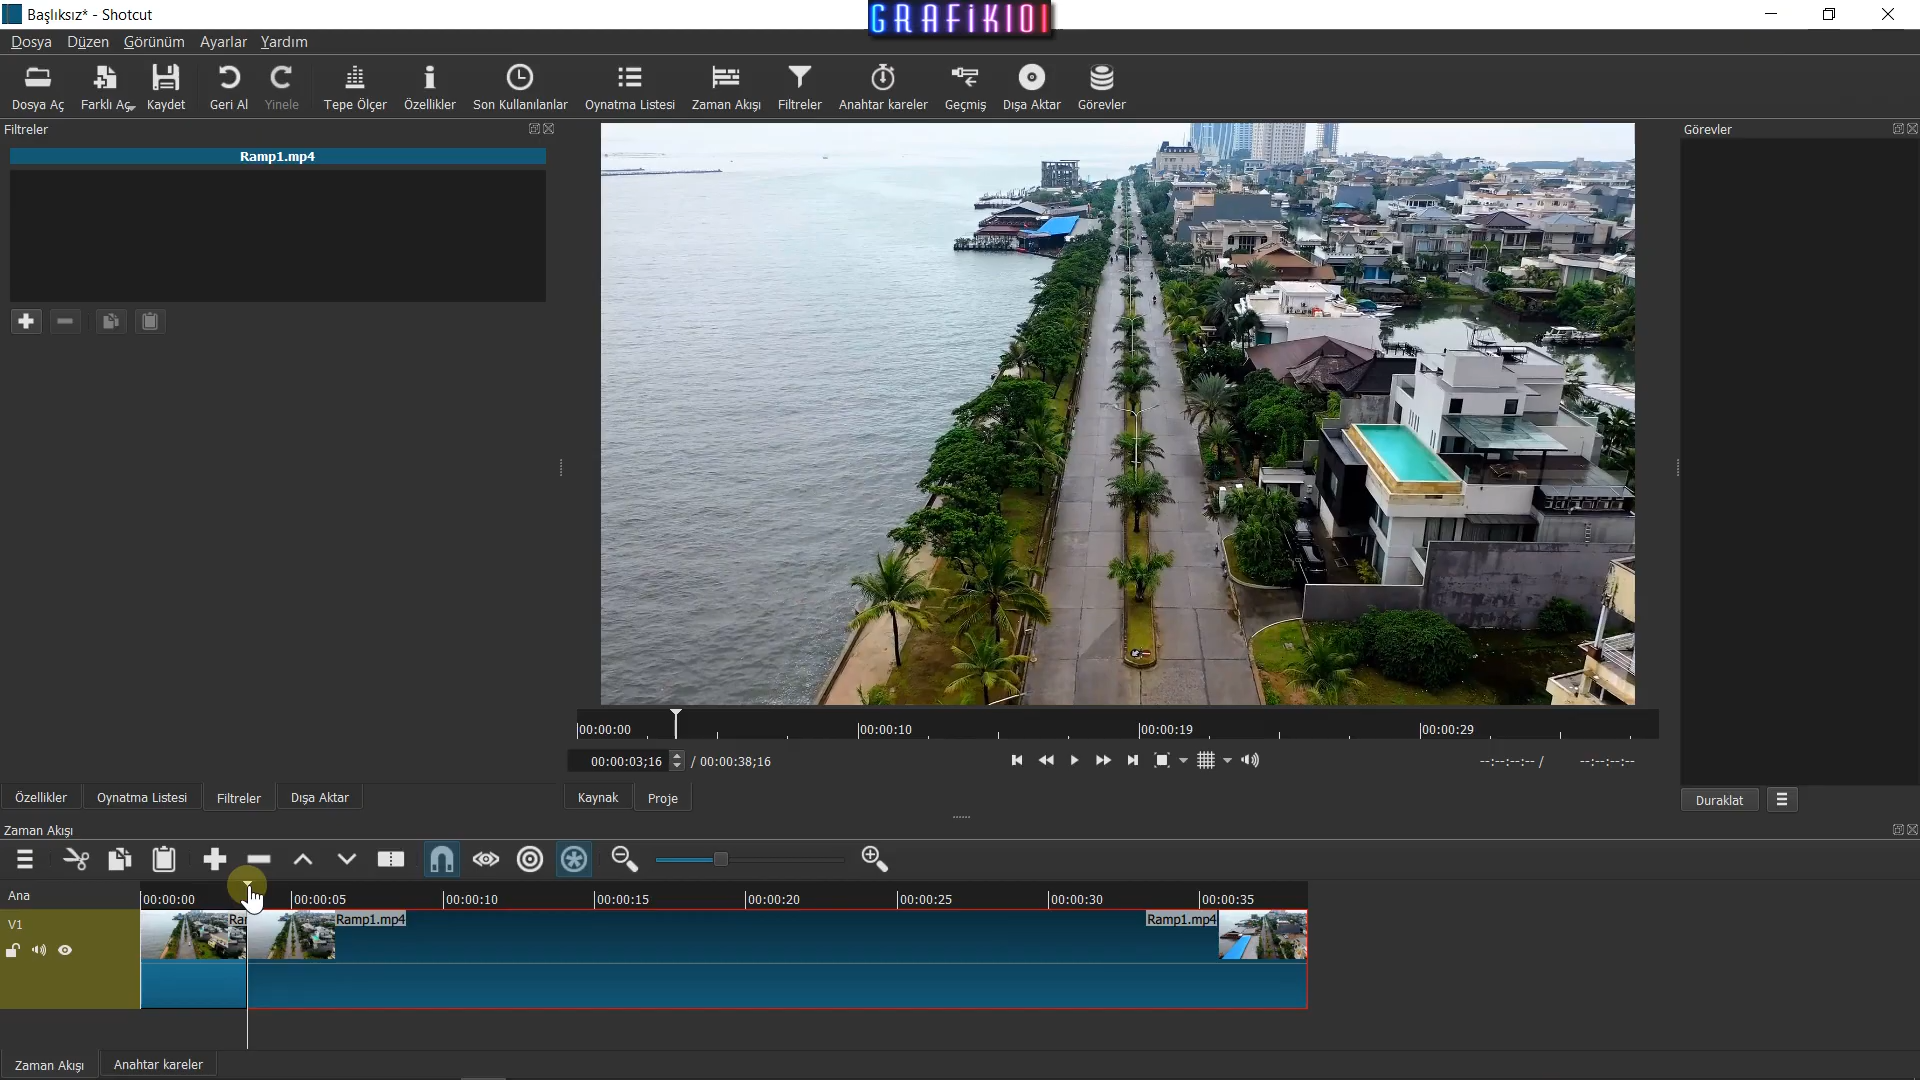 Başlıksız* - Shotcut
GRAFİK101
Dosya Düzen Görünüm Ayarlar Yardım
Dosya Aç Farklı Aç Kaydet Geri Al Yinele Tepe Ölçer Özellikler Son Kullanılanlar Oynatma Listesi Zaman Akışı Filtreler Anahtar kareler Geçmiş Dışa Aktar Görevler
Filtreler
Görevler
Ramp1.mp4
00:00:00 00:00:10 00:00:19 00:00:29
00:00:03;16 / 00:00:38;16 --:--:--:-- / --:--:--:--
Özellikler Oynatma Listesi Filtreler Dışa Aktar
Kaynak Proje
Duraklat
Zaman Akışı
Ana 00:00:00 00:00:05 00:00:10 00:00:15 00:00:20 00:00:25 00:00:30 00:00:35
V1 Ra Ramp1.mp4 Ramp1.mp4
Zaman Akışı Anahtar kareler